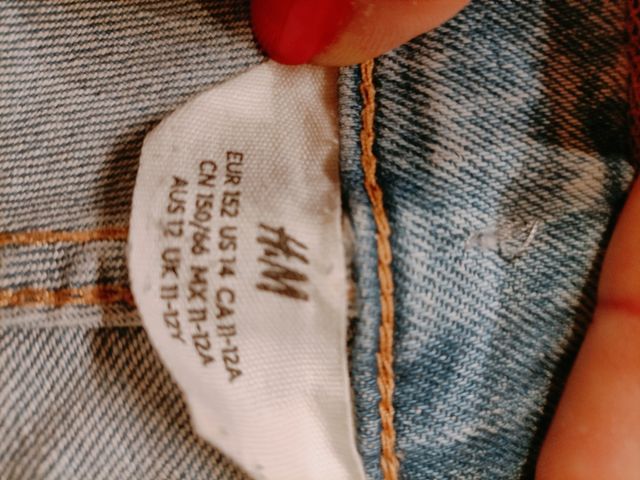 H&M
EUR 152 US 14 CA 11-12A
CN 150/66 MX 11-12A
AUS 12 UK 11-12Y